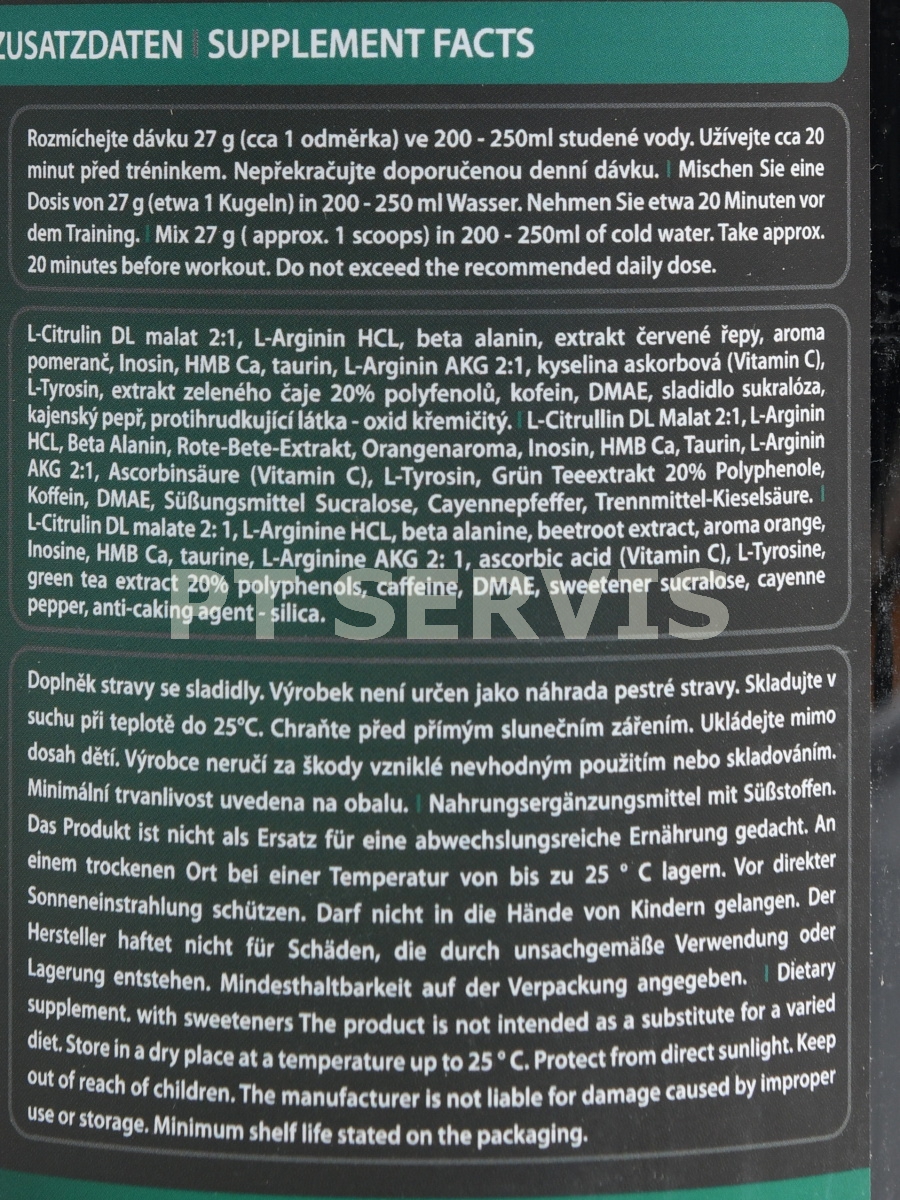 ZUSATZDATEN | SUPPLEMENT FACTS
Rozmíchejte dávku 27 g (cca 1 odměrka) ve 200 - 250ml studené vody. Užívejte cca 20
minut před tréninkem. Nepřekračujte doporučenou denní dávku. | Mischen Sie eine
Dosis von 27 g (etwa 1 Kugeln) in 200 - 250 ml Wasser. Nehmen Sie etwa 20 Minuten vor
dem Training. | Mix 27 g ( approx. 1 scoops) in 200 - 250ml of cold water. Take approx.
20 minutes before workout. Do not exceed the recommended daily dose.
L-Citrulin DL malat 2:1, L-Arginin HCL, beta alanin, extrakt červené řepy, aroma
pomeranč, Inosin, HMB Ca, taurin, L-Arginin AKG 2:1, kyselina askorbová (Vitamin C),
L-Tyrosin, extrakt zeleného čaje 20% polyfenolů, kofein, DMAE, sladidlo sukralóza,
kajenský pepř, protihrudkující látka - oxid křemičitý. | L-Citrullin DL Malat 2:1, L-Arginin
HCL, Beta Alanin, Rote-Bete-Extrakt, Orangenaroma, Inosin, HMB Ca, Taurin, L-Arginin
AKG 2:1, Ascorbinsäure (Vitamin C), L-Tyrosin, Grün Teeextrakt 20% Polyphenole,
Koffein, DMAE, Süßungsmittel Sucralose, Cayennepfeffer, Trennmittel-Kieselsäure. |
L-Citrulin DL malate 2: 1, L-Arginine HCL, beta alanine, beetroot extract, aroma orange,
Inosine, HMB Ca, taurine, L-Arginine AKG 2: 1, ascorbic acid (Vitamin C), L-Tyrosine,
green tea extract 20% polyphenols, caffeine, DMAE, sweetener sucralose, cayenne
pepper, anti-caking agent - silica.
PT SERVIS
Doplněk stravy se sladidly. Výrobek není určen jako náhrada pestré stravy. Skladujte v
suchu při teplotě do 25°C. Chraňte před přímým slunečním zářením. Ukládejte mimo
dosah dětí. Výrobce neručí za škody vzniklé nevhodným použitím nebo skladováním.
Minimální trvanlivost uvedena na obalu. | Nahrungsergänzungsmittel mit Süßstoffen.
Das Produkt ist nicht als Ersatz für eine abwechslungsreiche Ernährung gedacht. An
einem trockenen Ort bei einer Temperatur von bis zu 25 ° C lagern. Vor direkter
Sonneneinstrahlung schützen. Darf nicht in die Hände von Kindern gelangen. Der
Hersteller haftet nicht für Schäden, die durch unsachgemäße Verwendung oder
Lagerung entstehen. Mindesthaltbarkeit auf der Verpackung angegeben. | Dietary
supplement. with sweeteners The product is not intended as a substitute for a varied
diet. Store in a dry place at a temperature up to 25 ° C. Protect from direct sunlight. Keep
out of reach of children. The manufacturer is not liable for damage caused by improper
use or storage. Minimum shelf life stated on the packaging.